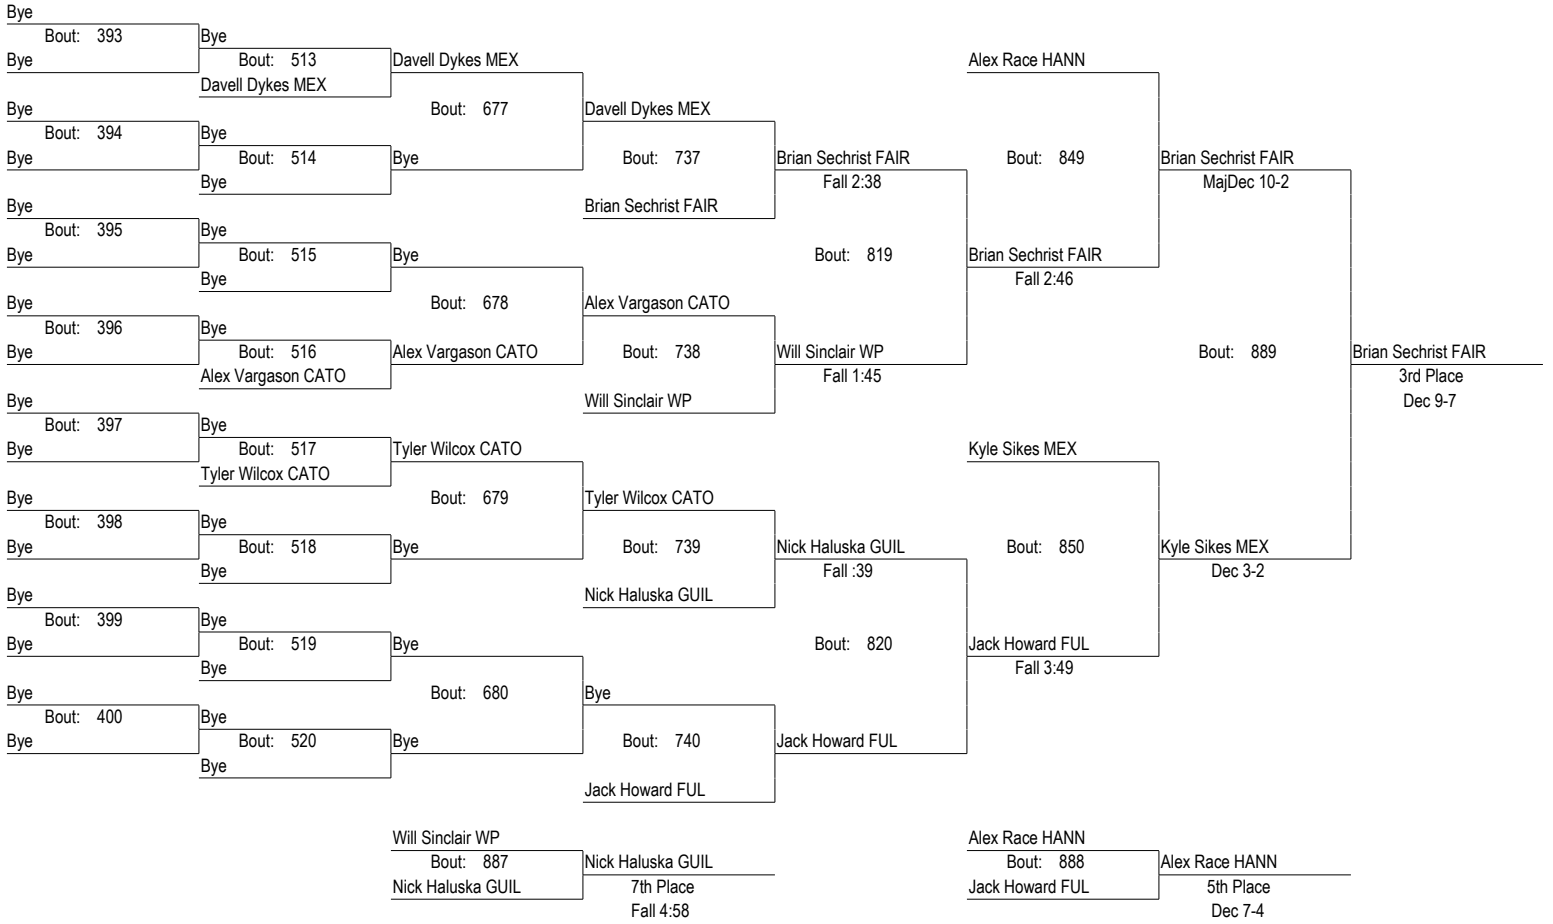 Bye
Bout: 393 Bye
Bye Bout: 513 Davell Dykes MEX Alex Race HANN
Davell Dykes MEX
Bye Bout: 677 Davell Dykes MEX
Bout: 394 Bye
Bye Bout: 514 Bye Bout: 737 Brian Sechrist FAIR Bout: 849 Brian Sechrist FAIR
Bye Fall 2:38 MajDec 10-2
Bye Brian Sechrist FAIR
Bout: 395 Bye
Bye Bout: 515 Bye Bout: 819 Brian Sechrist FAIR
Bye Fall 2:46
Bye Bout: 678 Alex Vargason CATO
Bout: 396 Bye
Bye Bout: 516 Alex Vargason CATO Bout: 738 Will Sinclair WP Bout: 889 Brian Sechrist FAIR
Alex Vargason CATO Fall 1:45 3rd Place
Bye Will Sinclair WP Dec 9-7
Bout: 397 Bye
Bye Bout: 517 Tyler Wilcox CATO Kyle Sikes MEX
Tyler Wilcox CATO
Bye Bout: 679 Tyler Wilcox CATO
Bout: 398 Bye
Bye Bout: 518 Bye Bout: 739 Nick Haluska GUIL Bout: 850 Kyle Sikes MEX
Bye Fall :39 Dec 3-2
Bye Nick Haluska GUIL
Bout: 399 Bye
Bye Bout: 519 Bye Bout: 820 Jack Howard FUL
Bye Fall 3:49
Bye Bout: 680 Bye
Bout: 400 Bye
Bye Bout: 520 Bye Bout: 740 Jack Howard FUL
Bye
Jack Howard FUL
Will Sinclair WP Alex Race HANN
Bout: 887 Nick Haluska GUIL Bout: 888 Alex Race HANN
Nick Haluska GUIL 7th Place Jack Howard FUL 5th Place
Fall 4:58 Dec 7-4